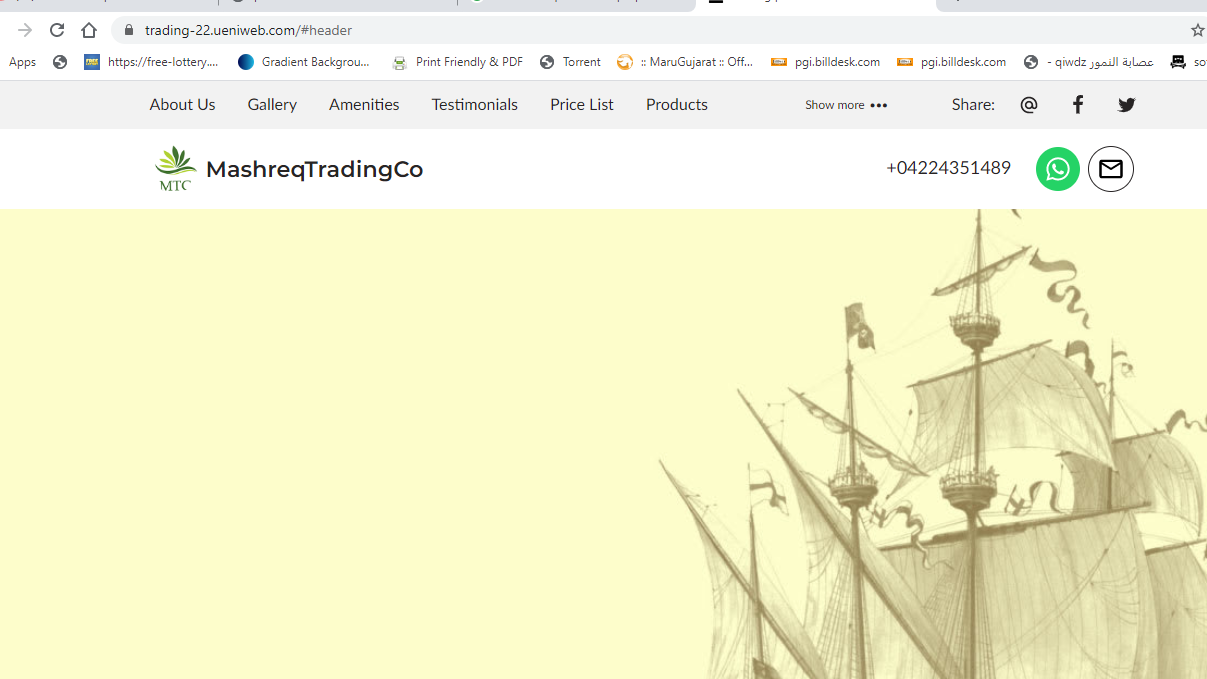 trading-22.ueniweb.com/#header
Apps https://free-lottery.... Gradient Backgrou... Print Friendly & PDF Torrent :: MaruGujarat :: Off... pgi.billdesk.com pgi.billdesk.com عصابة النمور qiwdz - so
About Us Gallery Amenities Testimonials Price List Products Show more ••• Share:
MTC MashreqTradingCo +04224351489